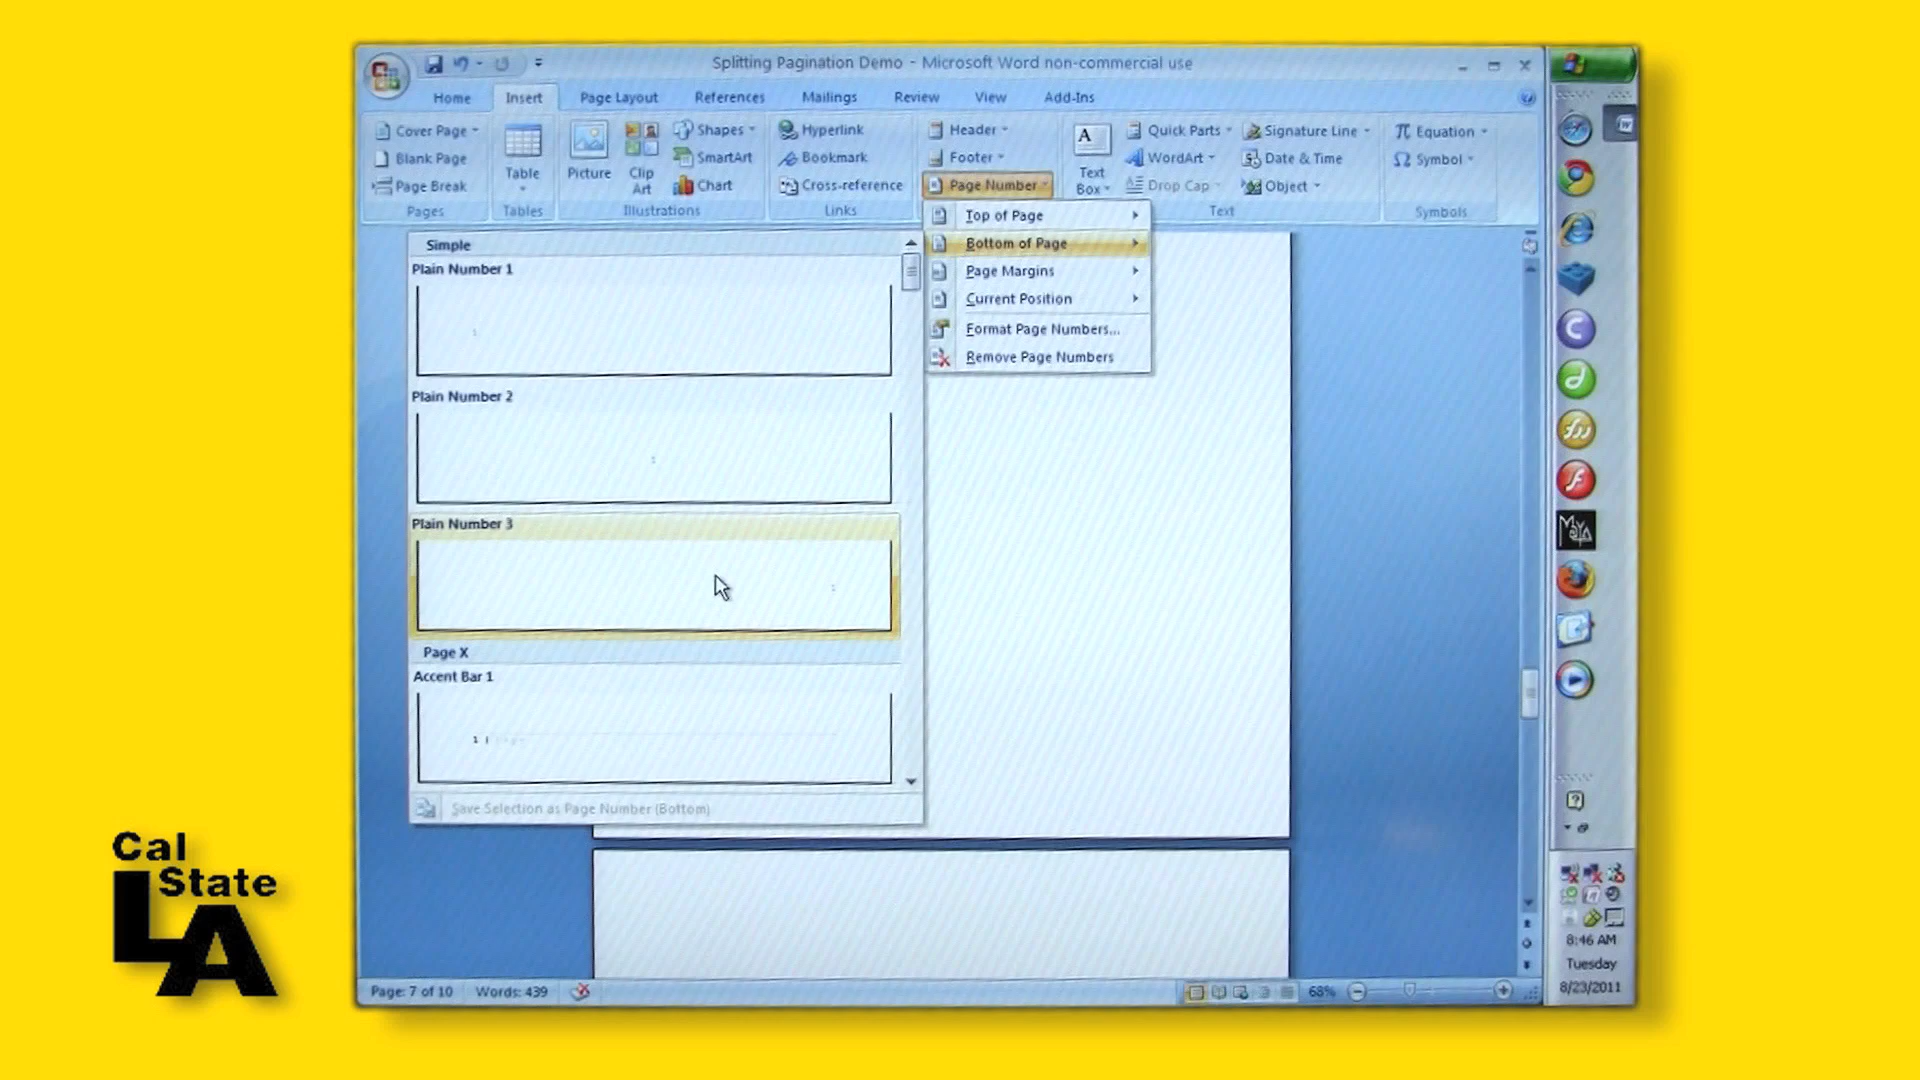 Splitting Pagination Demo - Microsoft Word non-commercial use
Home Insert Page Layout References Mailings Review View Add-Ins
Cover Page
Blank Page
Page Break
Pages
Table
Tables
Picture
Clip
Art
Shapes
SmartArt
Chart
Illustrations
Hyperlink
Bookmark
Cross-reference
Links
Header
Footer
Page Number
A
Text
Box
Quick Parts
WordArt
Drop Cap
Signature Line
Date & Time
Object
Text
π Equation
Ω Symbol
Symbols
Top of Page
Bottom of Page
Page Margins
Current Position
Format Page Numbers...
Remove Page Numbers
Simple
Plain Number 1
Plain Number 2
Plain Number 3
Page X
Accent Bar 1
1 |
Save Selection as Page Number (Bottom)
Page: 7 of 10 Words: 439
68%
MAYA
8:46 AM
Tuesday
8/23/2011
Cal
State
LA